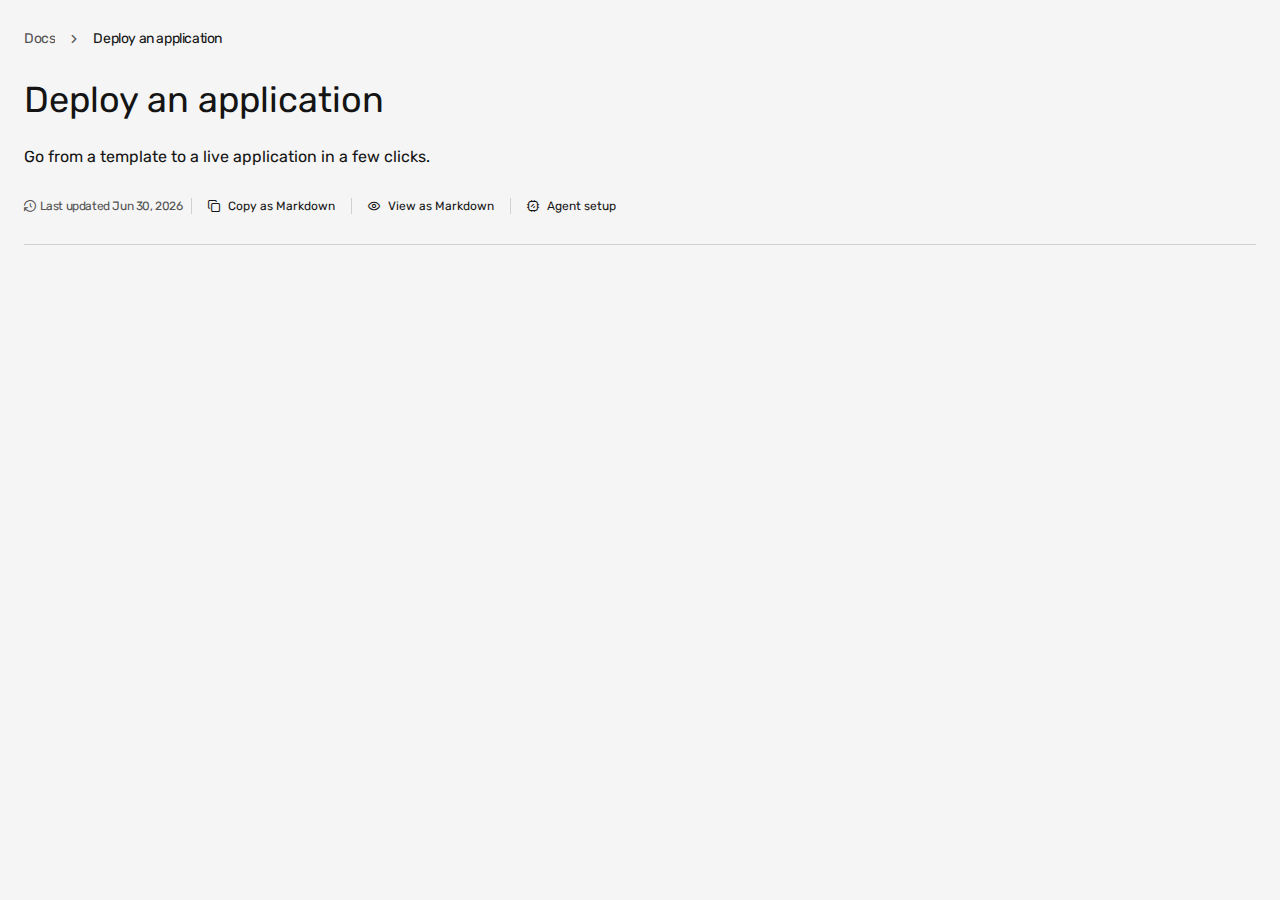 Docs
Deploy an application
Deploy an application
Go from a template to a live application in a few clicks.
Last updated Jun 30, 2026
Copy as Markdown
View as Markdown
Agent setup